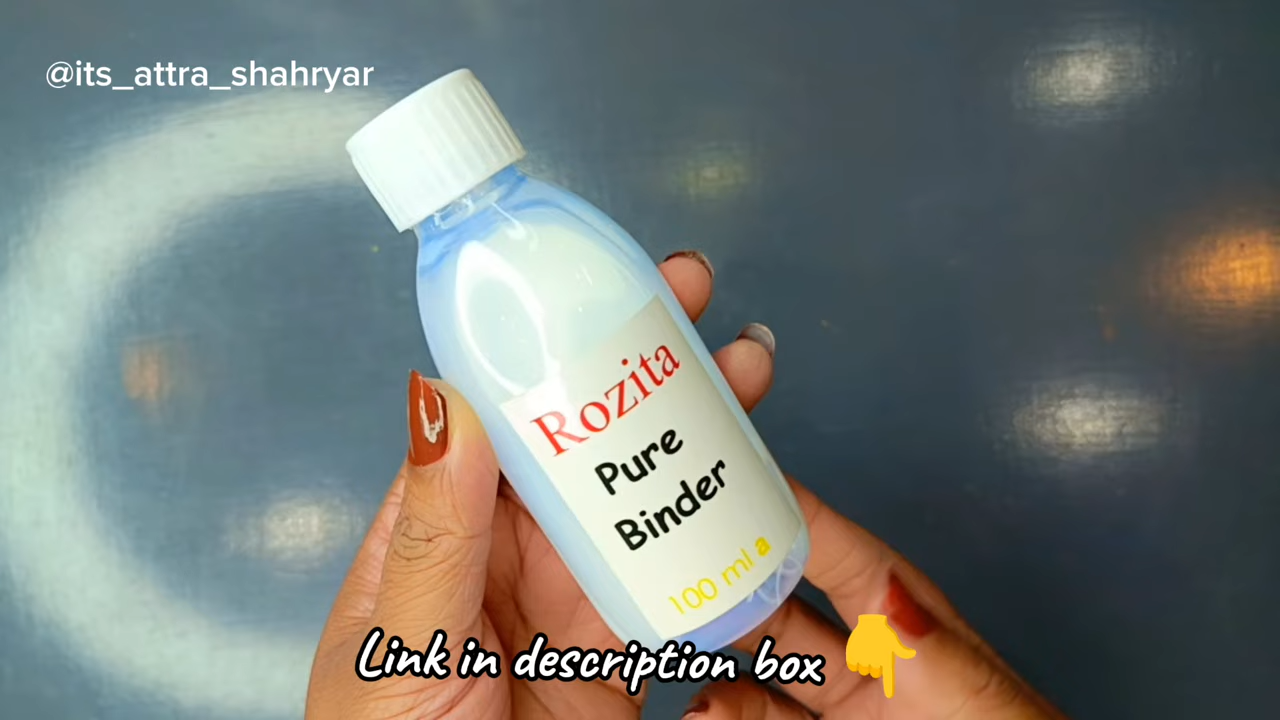 @its_attra_shahryar
Rozita
Pure
Binder
100 ml a
Link in description box